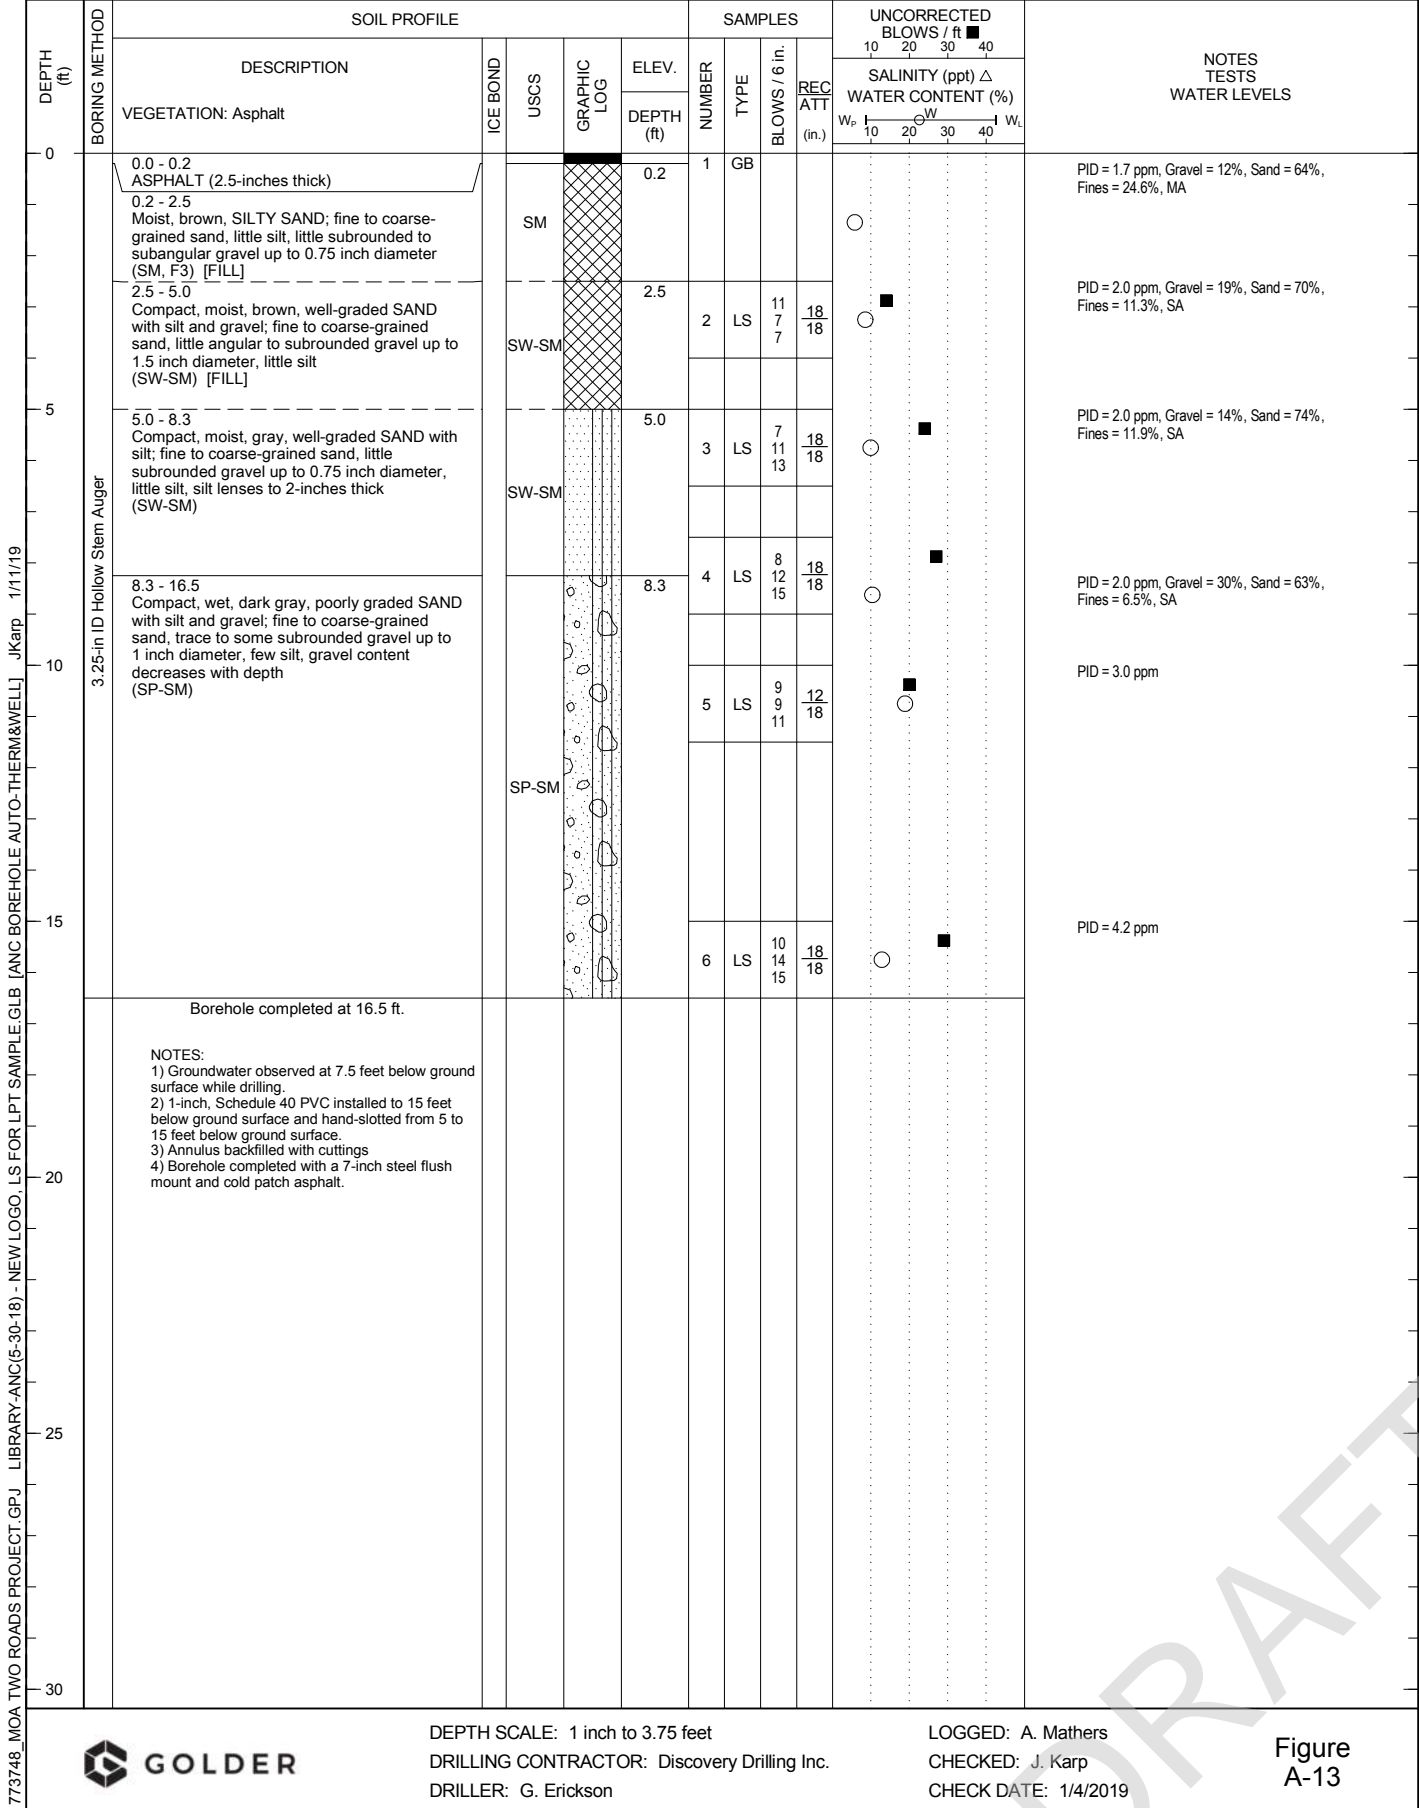 DEPTH
(ft)
BORING METHOD
SOIL PROFILE
SAMPLES
UNCORRECTED
BLOWS / ft ■
10 20 30 40
DESCRIPTION
VEGETATION: Asphalt
ICE BOND
USCS
GRAPHIC
LOG
ELEV.
DEPTH
(ft)
NUMBER
TYPE
BLOWS / 6 in.
REC
ATT
(in.)
SALINITY (ppt) △
WATER CONTENT (%)
WP W WL
10 20 30 40
NOTES
TESTS
WATER LEVELS
0
0.0 - 0.2
ASPHALT (2.5-inches thick)
0.2
1 GB
PID = 1.7 ppm, Gravel = 12%, Sand = 64%,
Fines = 24.6%, MA
0.2 - 2.5
Moist, brown, SILTY SAND; fine to coarse-
grained sand, little silt, little subrounded to
subangular gravel up to 0.75 inch diameter
(SM, F3) [FILL]
SM
2.5 - 5.0
Compact, moist, brown, well-graded SAND
with silt and gravel; fine to coarse-grained
sand, little angular to subrounded gravel up to
1.5 inch diameter, little silt
(SW-SM) [FILL]
SW-SM
2.5
2 LS
11
7
7
18
18
PID = 2.0 ppm, Gravel = 19%, Sand = 70%,
Fines = 11.3%, SA
5
5.0 - 8.3
Compact, moist, gray, well-graded SAND with
silt; fine to coarse-grained sand, little
subrounded gravel up to 0.75 inch diameter,
little silt, silt lenses to 2-inches thick
(SW-SM)
SW-SM
5.0
3 LS
7
11
13
18
18
PID = 2.0 ppm, Gravel = 14%, Sand = 74%,
Fines = 11.9%, SA
3.25-in ID Hollow Stem Auger
4 LS
8
12
15
18
18
8.3 - 16.5
Compact, wet, dark gray, poorly graded SAND
with silt and gravel; fine to coarse-grained
sand, trace to some subrounded gravel up to
1 inch diameter, few silt, gravel content
decreases with depth
(SP-SM)
SP-SM
8.3
PID = 2.0 ppm, Gravel = 30%, Sand = 63%,
Fines = 6.5%, SA
10
5 LS
9
9
11
12
18
PID = 3.0 ppm
15
6 LS
10
14
15
18
18
PID = 4.2 ppm
Borehole completed at 16.5 ft.
NOTES:
1) Groundwater observed at 7.5 feet below ground
surface while drilling.
2) 1-inch, Schedule 40 PVC installed to 15 feet
below ground surface and hand-slotted from 5 to
15 feet below ground surface.
3) Annulus backfilled with cuttings
4) Borehole completed with a 7-inch steel flush
mount and cold patch asphalt.
20
25
30
773748_MOA TWO ROADS PROJECT.GPJ LIBRARY-ANC(5-30-18) - NEW LOGO, LS FOR LPT SAMPLE.GLB [ANC BOREHOLE AUTO-THERM&WELL] JKarp 1/11/19
DRAFT
GOLDER
DEPTH SCALE: 1 inch to 3.75 feet
DRILLING CONTRACTOR: Discovery Drilling Inc.
DRILLER: G. Erickson
LOGGED: A. Mathers
CHECKED: J. Karp
CHECK DATE: 1/4/2019
Figure
A-13